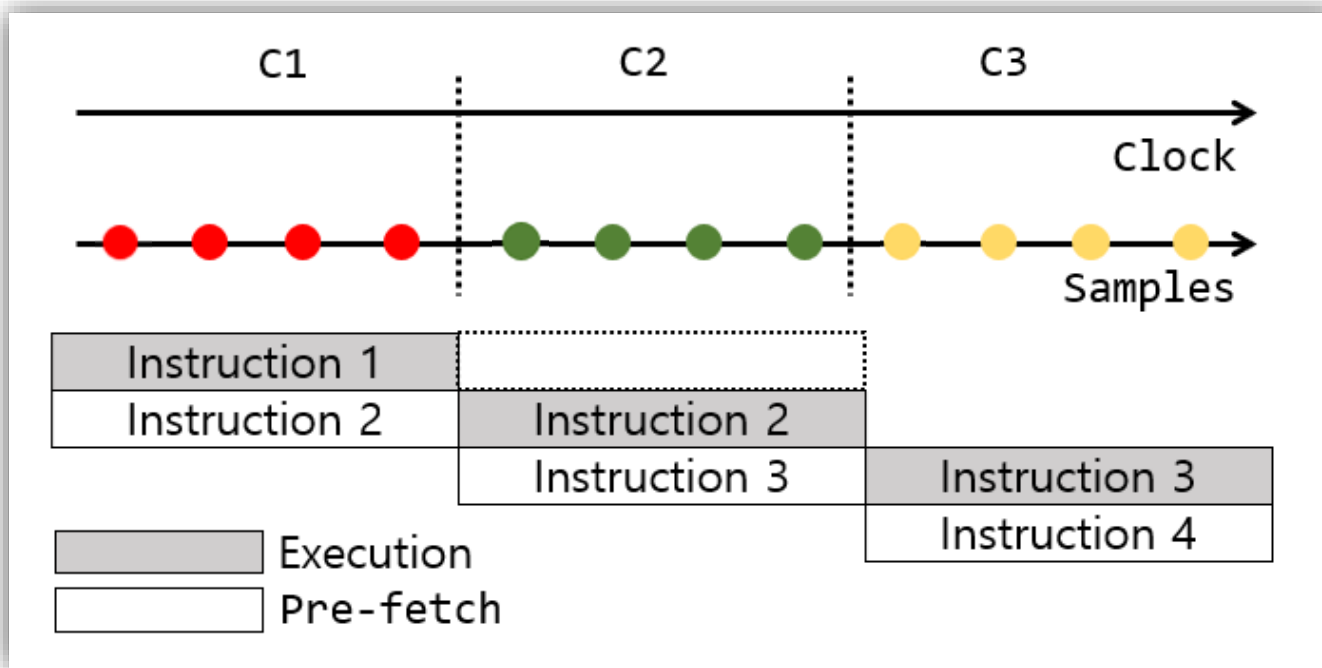 C1 C2 C3
Clock
Samples
Instruction 1
Instruction 2 Instruction 2
Instruction 3 Instruction 3
Instruction 4
Execution
Pre-fetch